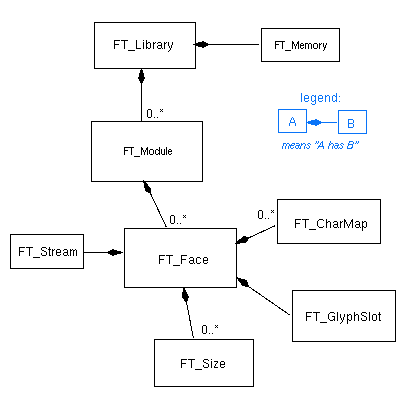 FT_Library
FT_Memory
0..*
legend:
A
B
means "A has B"
FT_Module
0..*
0..*
FT_CharMap
FT_Stream
FT_Face
FT_GlyphSlot
0..*
FT_Size